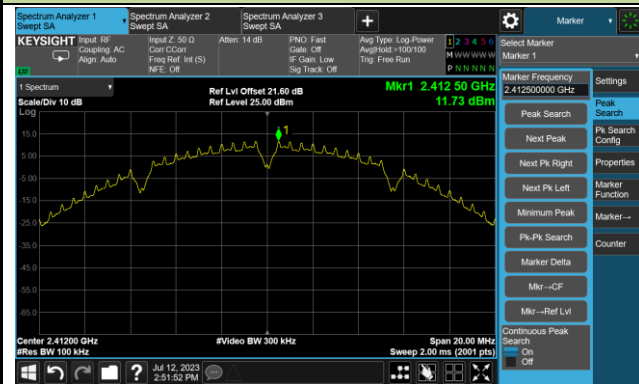 Spectrum Analyzer 1
Swept SA
Spectrum Analyzer 2
Swept SA
Spectrum Analyzer 3
Swept SA
+
Marker
KEYSIGHT
Input: RF
Coupling: AC
Align: Auto
Input Z: 50 Ω
Corr CCorr
Freq Ref: Int (S)
NFE: Off
Atten: 14 dB
PNO: Fast
Gate: Off
IF Gain: Low
Sig Track: Off
Avg Type: Log-Power
Avg|Hold:>100/100
Trig: Free Run
1 2 3 4 5 6
M W W W W W
P N N N N N
LVI
Select Marker
Marker 1
1 Spectrum
Scale/Div 10 dB
Log
Ref Lvl Offset 21.60 dB
Ref Level 25.00 dBm
Mkr1 2.412 50 GHz
11.73 dBm
1
15.0
5.00
-5.00
-15.0
-25.0
-35.0
-45.0
-55.0
-65.0
Center 2.41200 GHz
#Res BW 100 kHz
#Video BW 300 kHz
Span 20.00 MHz
Sweep 2.00 ms (2001 pts)
Marker Frequency
2.412500000 GHz
Peak Search
Next Peak
Next Pk Right
Next Pk Left
Minimum Peak
Pk-Pk Search
Marker Delta
Mkr→CF
Mkr→Ref Lvl
Continuous Peak
Search
On
Off
Settings
Peak
Search
Pk Search
Config
Properties
Marker
Function
Marker→
Counter
?
Jul 12, 2023
2:51:52 PM